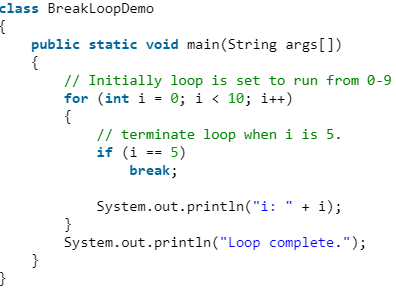 class BreakLoopDemo
{
    public static void main(String args[])
    {
        // Initially loop is set to run from 0-9
        for (int i = 0; i < 10; i++)
        {
            // terminate loop when i is 5.
            if (i == 5)
                break;

            System.out.println("i: " + i);
        }
        System.out.println("Loop complete.");
    }
}